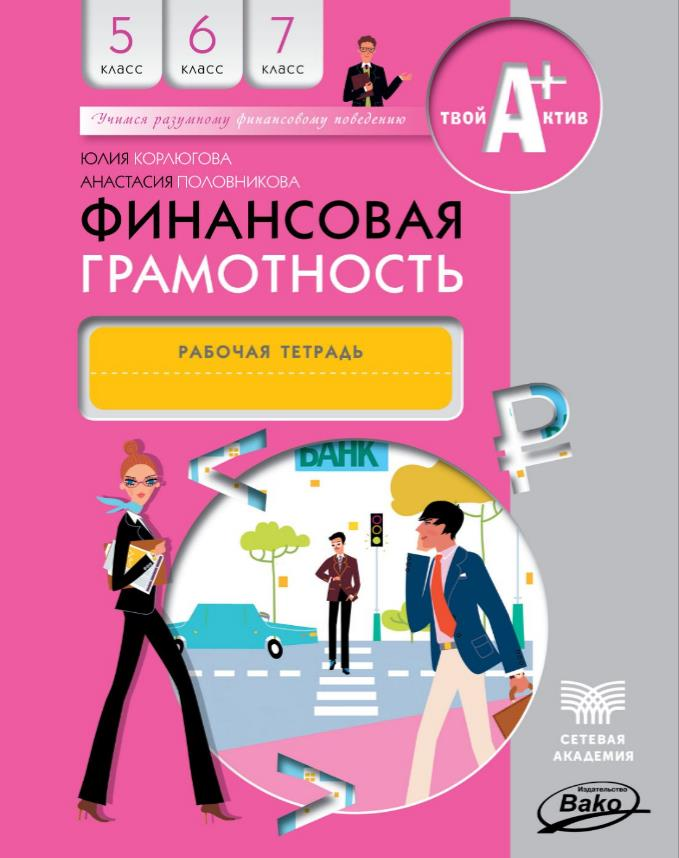 5 6 7
КЛАСС КЛАСС КЛАСС
Учимся разумному финансовому поведению
ТВОЙ А+КТИВ
ЮЛИЯ КОРЛЮГОВА
АНАСТАСИЯ ПОЛОВНИКОВА
ФИНАНСОВАЯ
ГРАМОТНОСТЬ
РАБОЧАЯ ТЕТРАДЬ
БАНК
СЕТЕВАЯ
АКАДЕМИЯ
Издательство
Вако